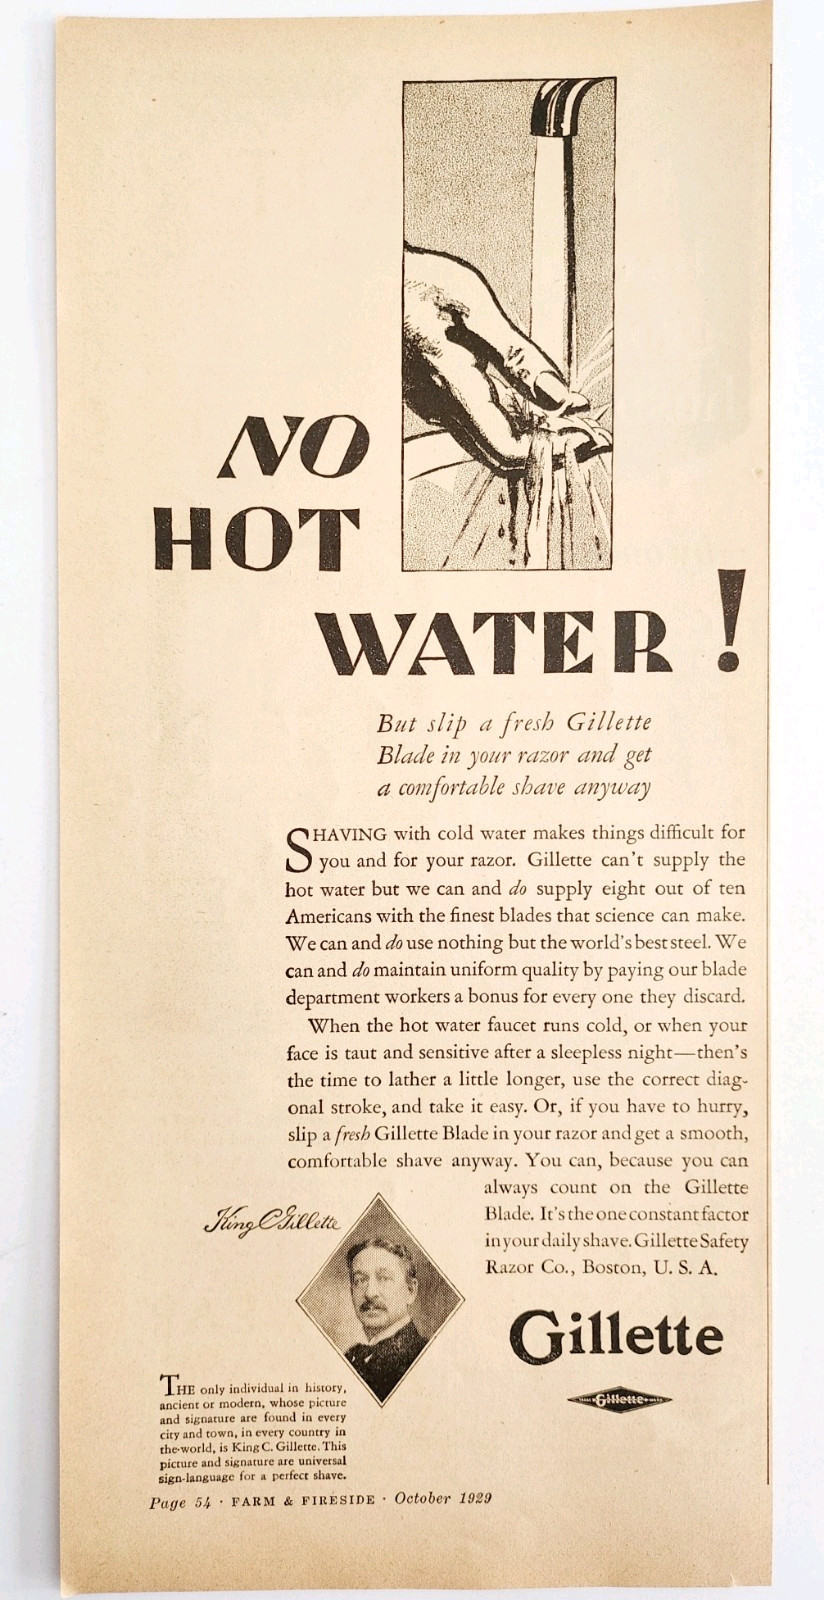 NO
HOT
WATER!
But slip a fresh Gillette
Blade in your razor and get
a comfortable shave anyway
SHAVING with cold water makes things difficult for
you and for your razor. Gillette can't supply the
hot water but we can and do supply eight out of ten
Americans with the finest blades that science can make.
We can and do use nothing but the world's best steel. We
can and do maintain uniform quality by paying our blade
department workers a bonus for every one they discard.
When the hot water faucet runs cold, or when your
face is taut and sensitive after a sleepless night—then's
the time to lather a little longer, use the correct diag-
onal stroke, and take it easy. Or, if you have to hurry,
slip a fresh Gillette Blade in your razor and get a smooth,
comfortable shave anyway. You can, because you can
always count on the Gillette
Blade. It's the one constant factor
in your daily shave. Gillette Safety
Razor Co., Boston, U. S. A.
King C Gillette
Gillette
Gillette
THE only individual in history,
ancient or modern, whose picture
and signature are found in every
city and town, in every country in
the world, is King C. Gillette. This
picture and signature are universal
sign-language for a perfect shave.
Page 54 · FARM & FIRESIDE · October 1929